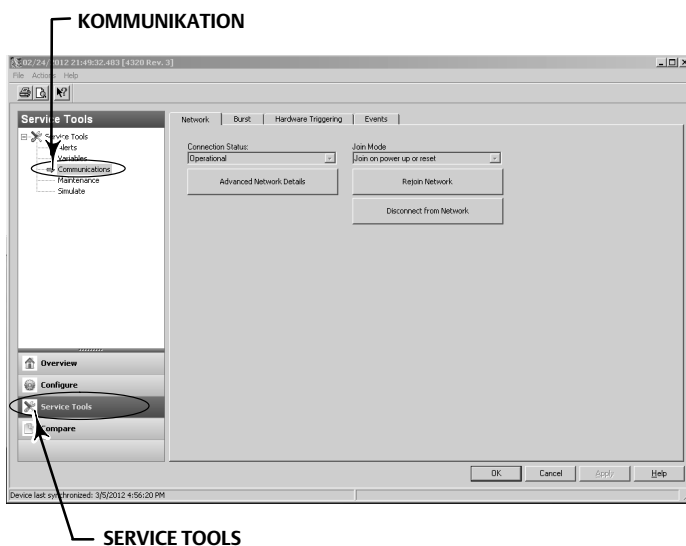 KOMMUNIKATION
02/24/2012 21:49:32.483 [4320 Rev. 3]
File Actions Help
Service Tools
Service Tools
Alerts
Variables
Communications
Maintenance
Simulate
Network Burst Hardware Triggering Events
Connection Status: Join Mode
Operational Join on power up or reset
Advanced Network Details Rejoin Network
Disconnect from Network
Overview
Configure
Service Tools
Compare
OK Cancel Apply Help
Device last synchronized: 3/5/2012 4:56:20 PM
SERVICE TOOLS